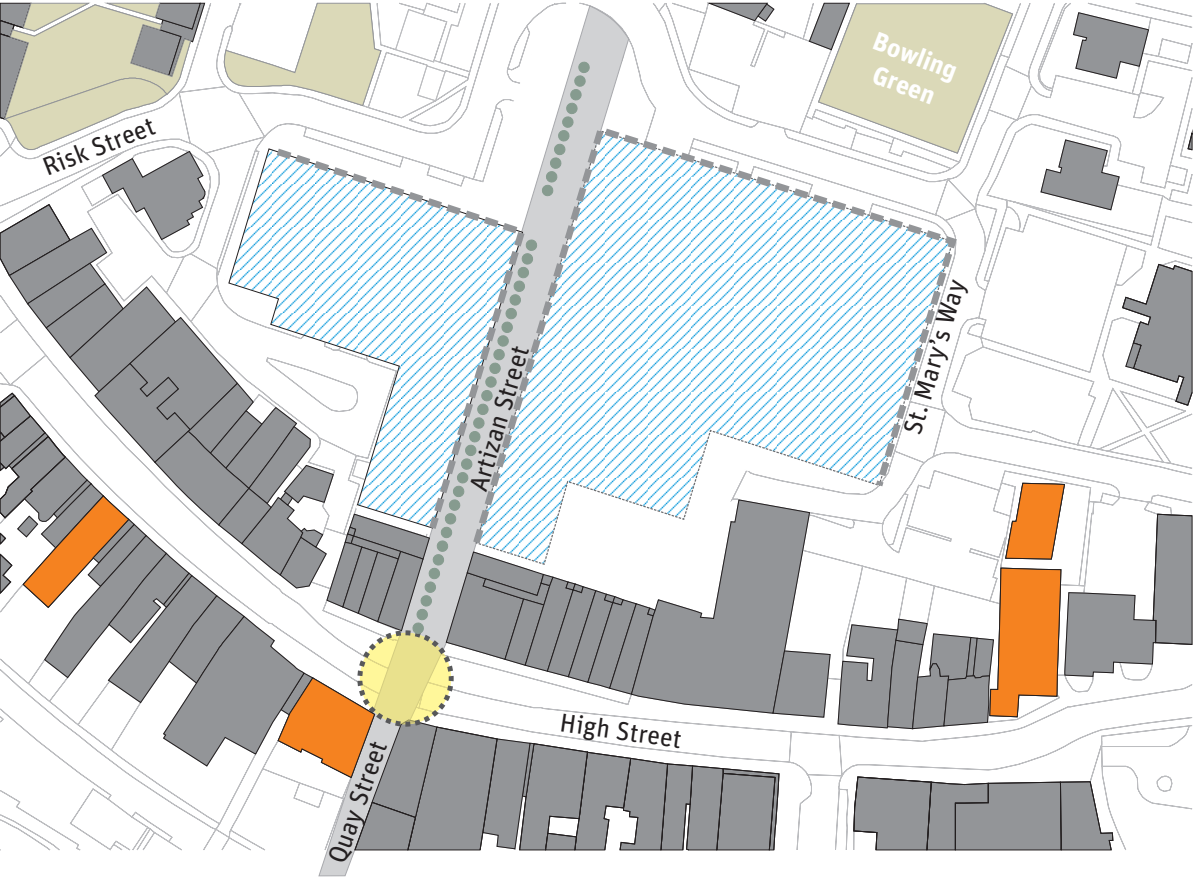 Bowling
Green
Risk Street
St. Mary's Way
Artizan Street
High Street
Quay Street